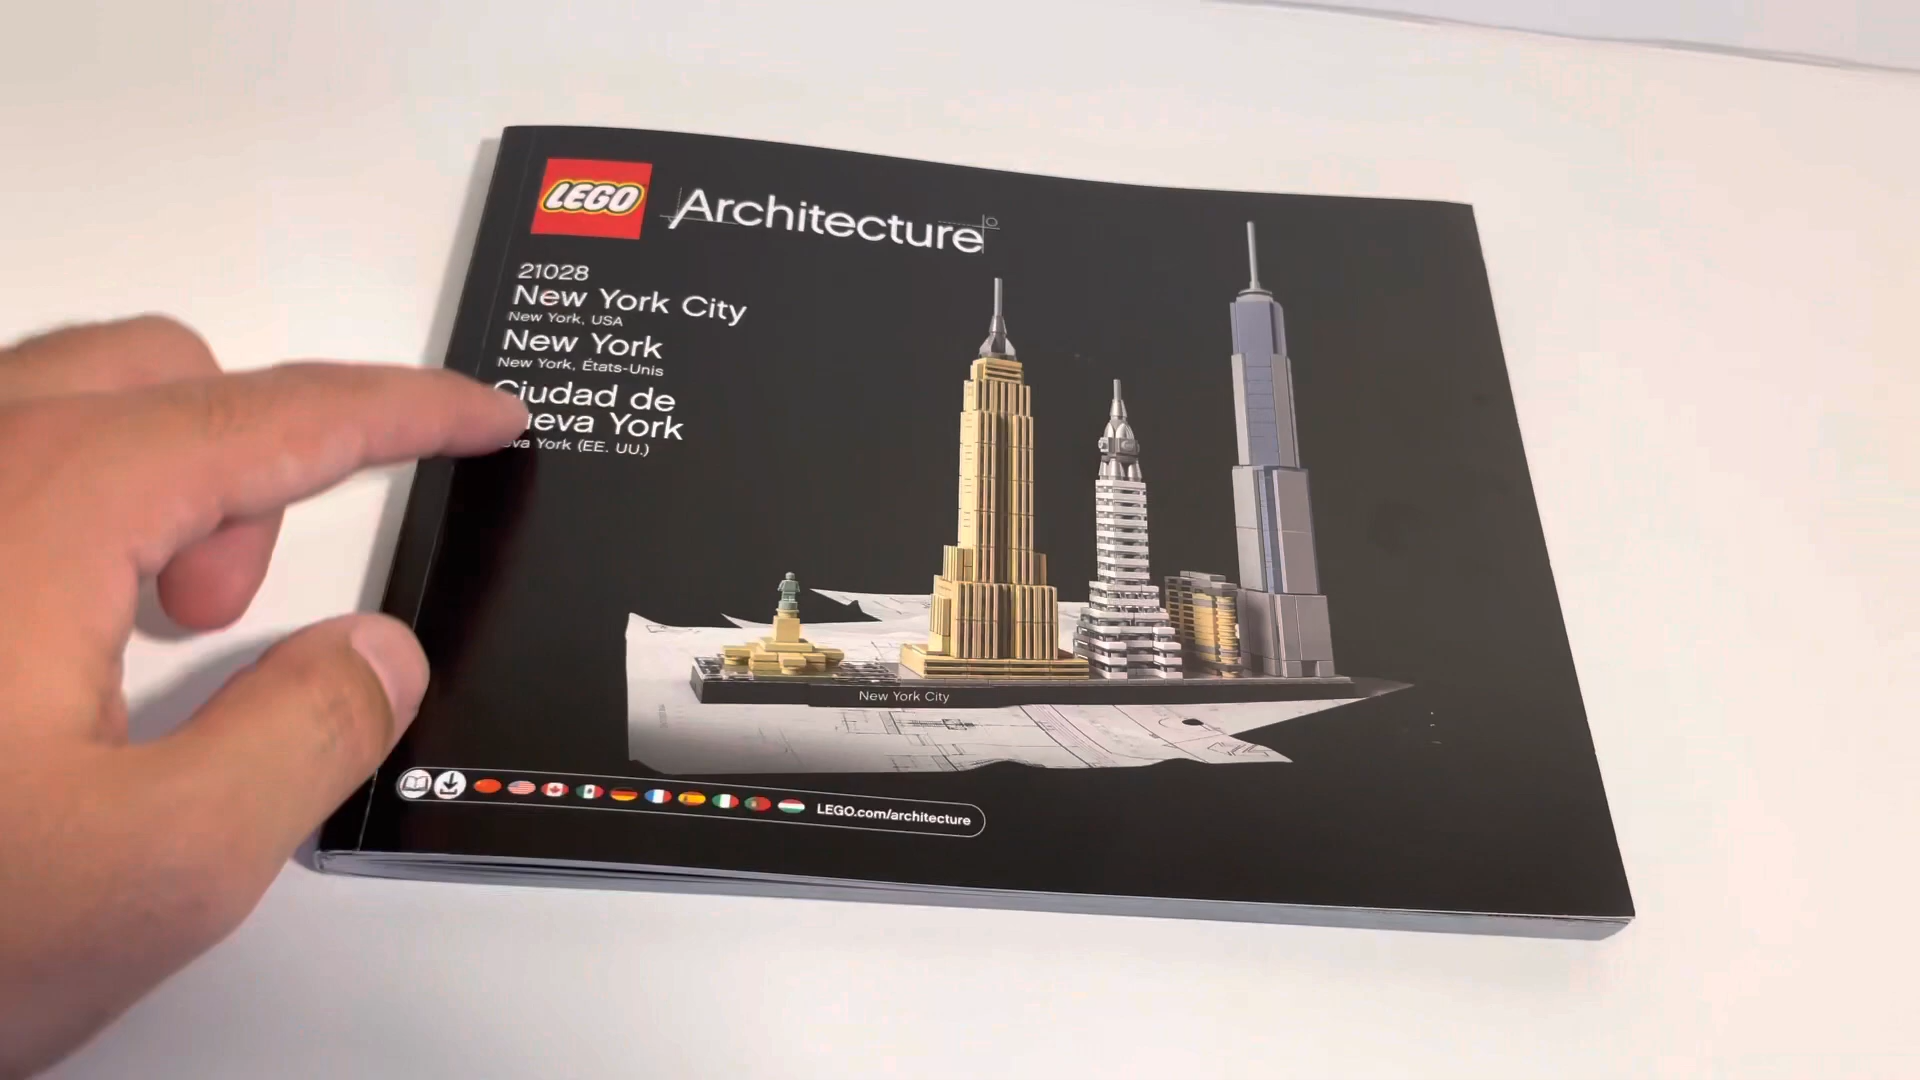 LEGO Architecture
21028
New York City
New York, USA
New York
New York, États-Unis
Ciudad de
York
York (EE. UU.)
New York City
LEGO.com/architecture